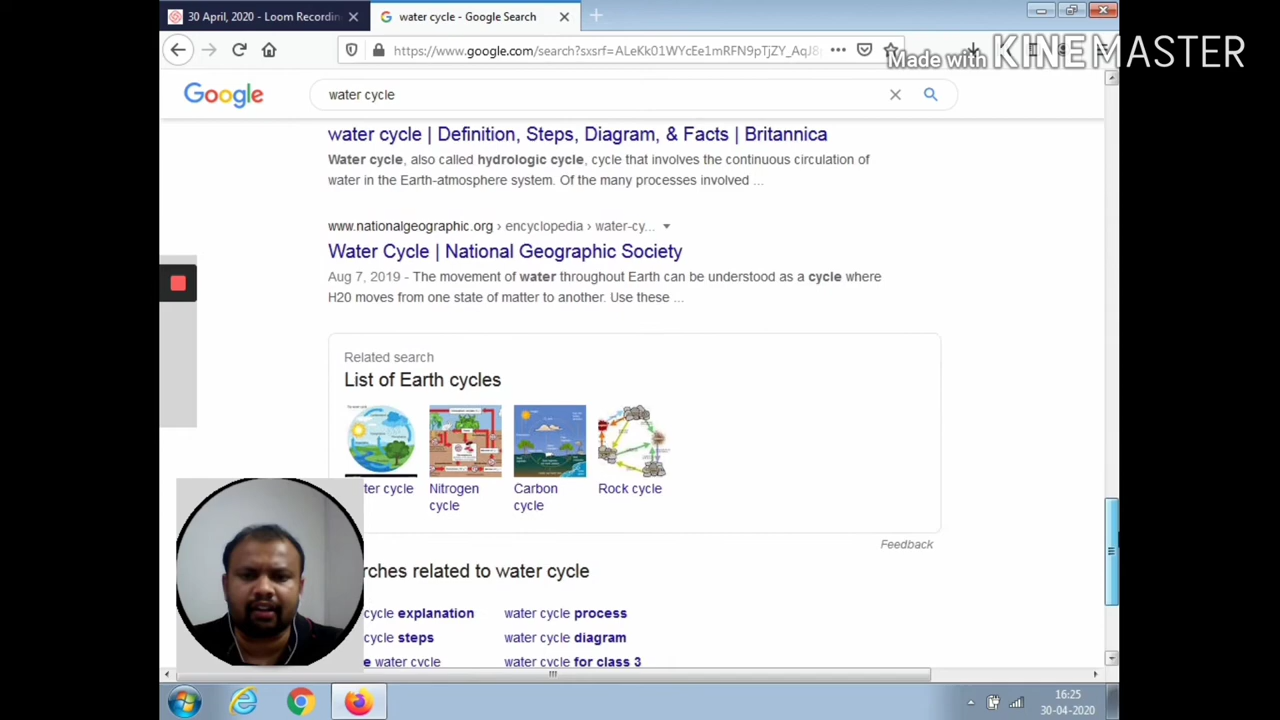 30 April, 2020 - Loom Recordin
water cycle - Google Search
https://www.google.com/search?sxsrf=ALeKk01WYcEe1mRFN9pTjZY_AqJ8
Made with KINEMASTER
Google
water cycle
water cycle | Definition, Steps, Diagram, & Facts | Britannica
Water cycle, also called hydrologic cycle, cycle that involves the continuous circulation of
water in the Earth-atmosphere system. Of the many processes involved ...
www.nationalgeographic.org › encyclopedia › water-cy...
Water Cycle | National Geographic Society
Aug 7, 2019 - The movement of water throughout Earth can be understood as a cycle where
H20 moves from one state of matter to another. Use these ...
Related search
List of Earth cycles
ter cycle
Nitrogen
cycle
Carbon
cycle
Rock cycle
Feedback
rches related to water cycle
cycle explanation
water cycle process
cycle steps
water cycle diagram
e water cycle
water cycle for class 3
16:25
30-04-2020